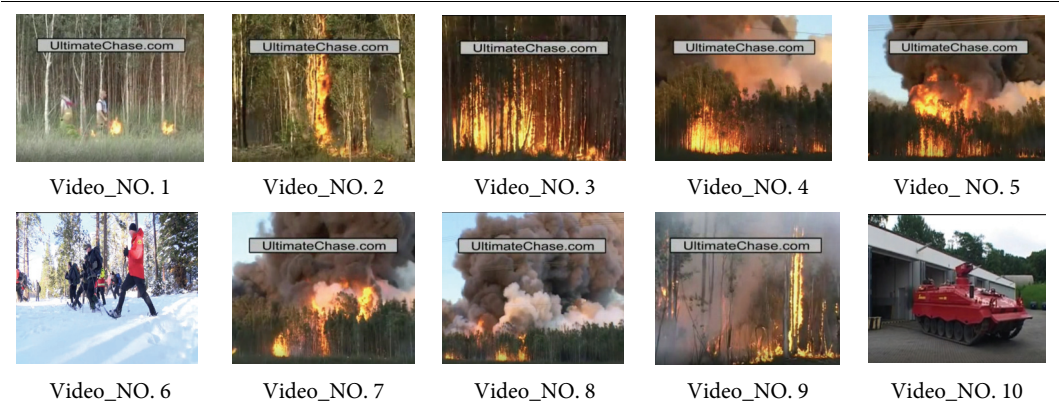 UltimateChase.com
UltimateChase.com
UltimateChase.com
UltimateChase.com
UltimateChase.com
Video_NO. 1
Video_NO. 2
Video_NO. 3
Video_NO. 4
Video_ NO. 5
UltimateChase.com
UltimateChase.com
UltimateChase.com
Video_NO. 6
Video_NO. 7
Video_NO. 8
Video_NO. 9
Video_NO. 10